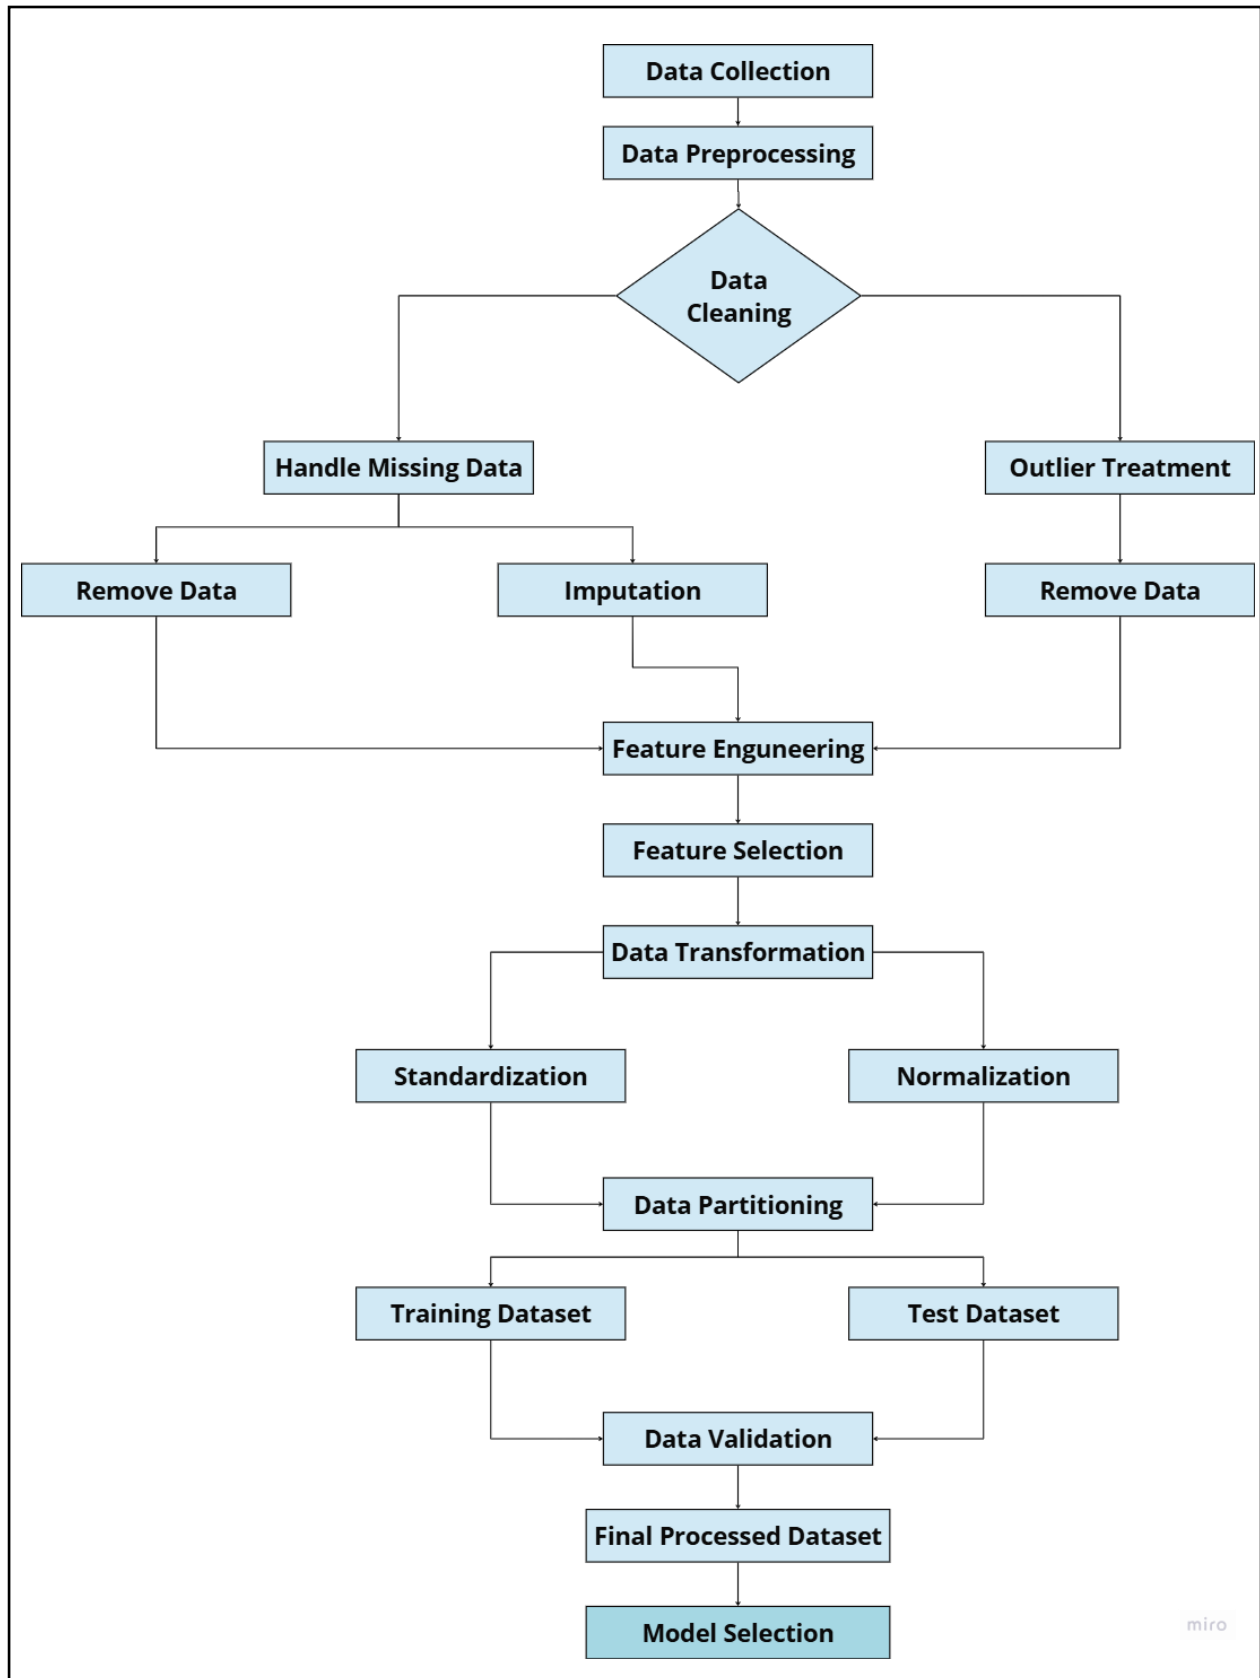 Data Collection
Data Preprocessing
Data
Cleaning
Handle Missing Data
Outlier Treatment
Remove Data
Imputation
Remove Data
Feature Enguneering
Feature Selection
Data Transformation
Standardization
Normalization
Data Partitioning
Training Dataset
Test Dataset
Data Validation
Final Processed Dataset
Model Selection
miro